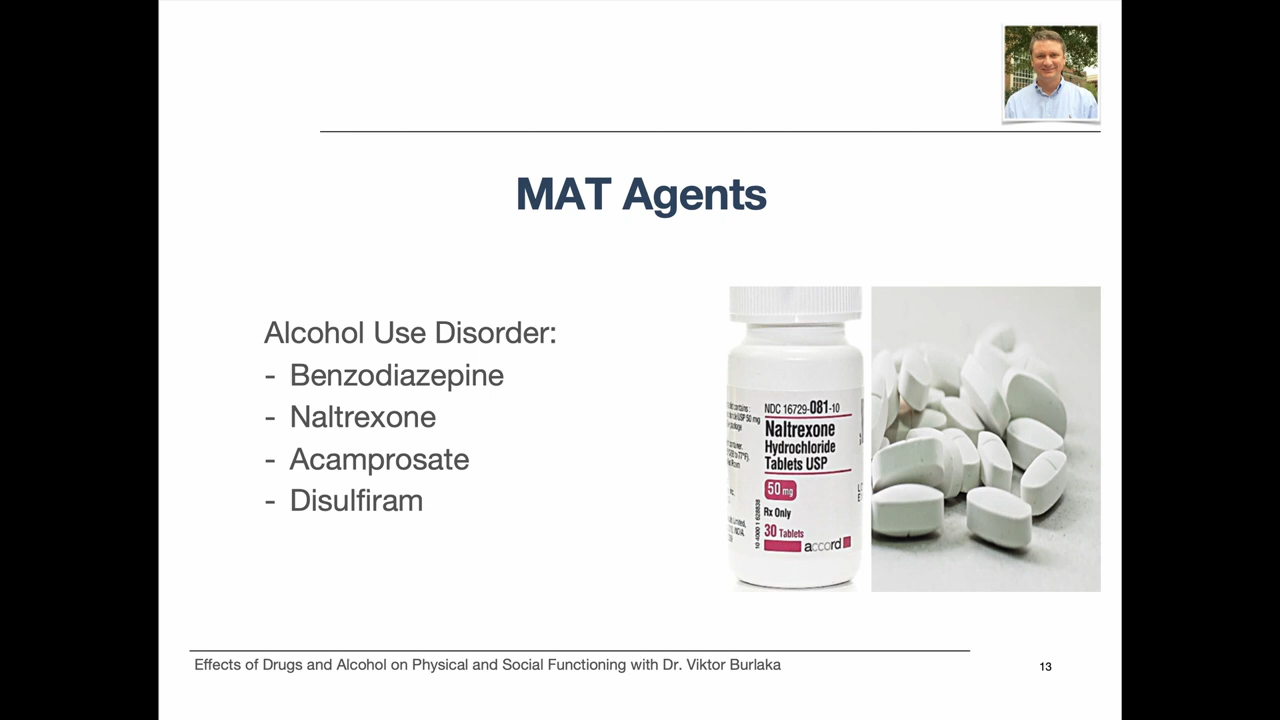 MAT Agents
Alcohol Use Disorder:
- Benzodiazepine
- Naltrexone
- Acamprosate
- Disulfiram
NDC 16729-081-10
Naltrexone
Hydrochloride
Tablets USP
50 mg
Rx Only
30 Tablets
accord
Effects of Drugs and Alcohol on Physical and Social Functioning with Dr. Viktor Burlaka
13